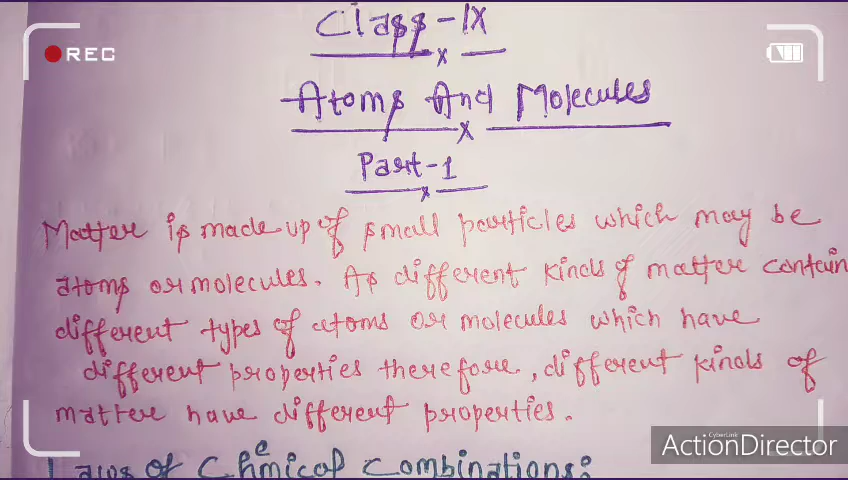 REC
Class-IX
Atoms And Molecules
Part-1
Matter is made up of small particles which may be
atoms or molecules. As different kinds of matter contain
different types of atoms or molecules which have
different properties therefore, different kinds of
matter have different properties.
Laws of Chemical Combinations:
CyberLink
ActionDirector